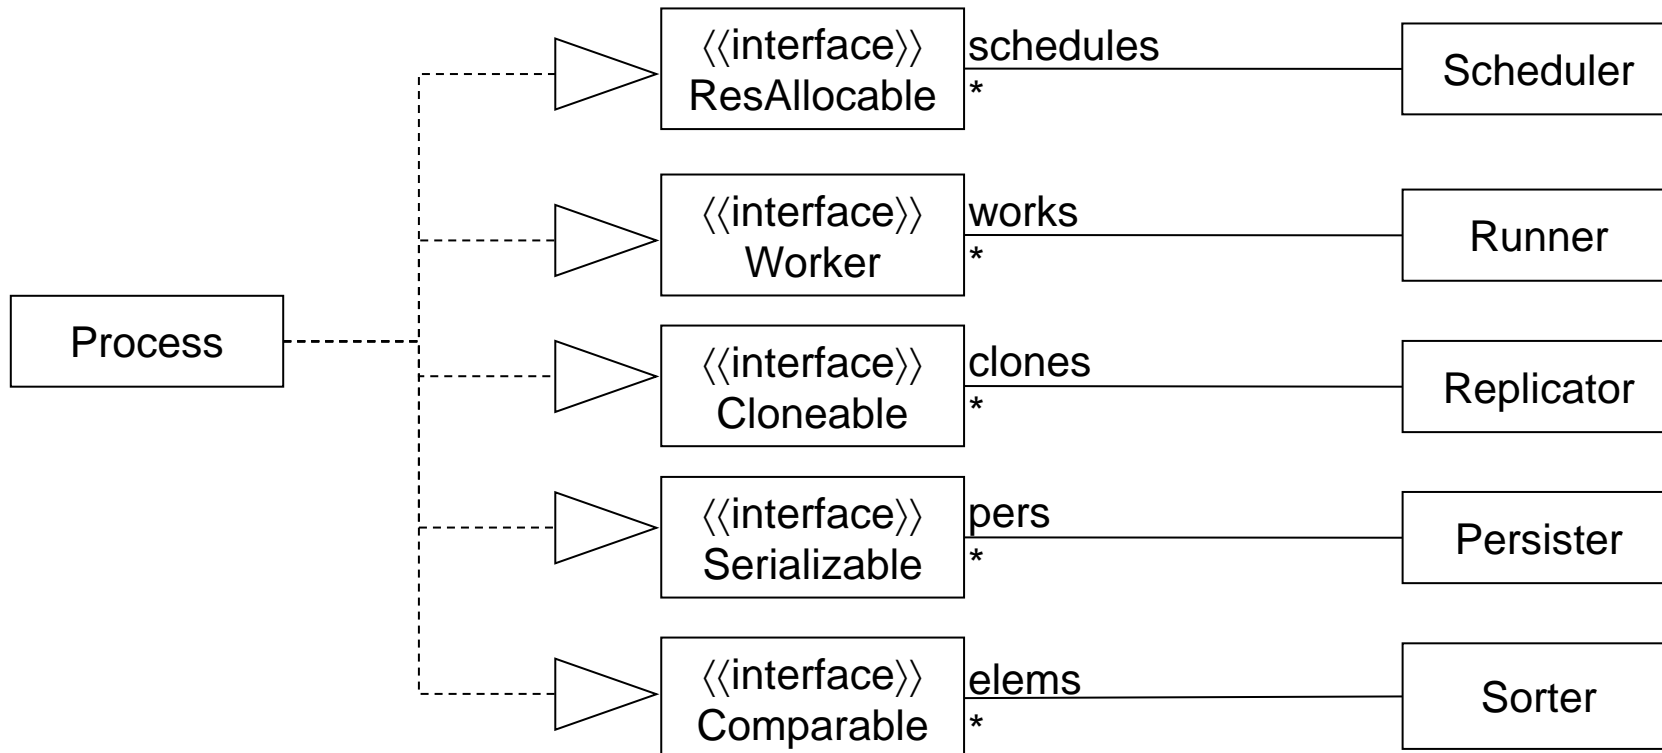 ⟨⟨interface⟩⟩
ResAllocable
schedules
*
Scheduler
⟨⟨interface⟩⟩
Worker
works
*
Runner
Process
⟨⟨interface⟩⟩
Cloneable
clones
*
Replicator
⟨⟨interface⟩⟩
Serializable
pers
*
Persister
⟨⟨interface⟩⟩
Comparable
elems
*
Sorter